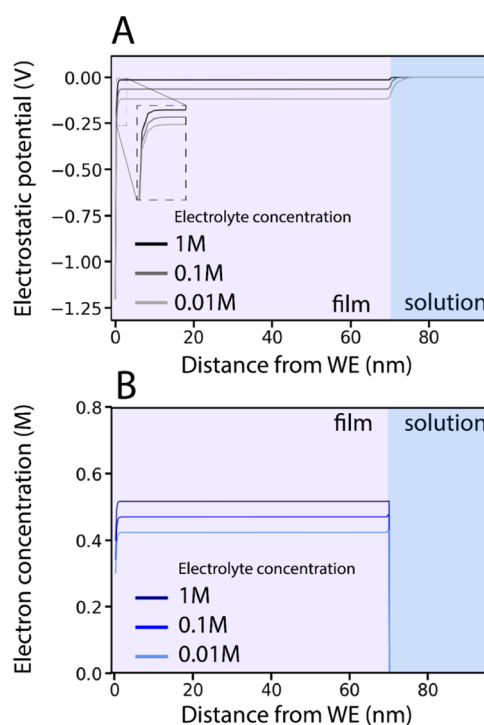 A
Electrostatic potential (V)
0.00
−0.25
−0.50
−0.75
−1.00
−1.25
Electrolyte concentration
1M
0.1M
0.01M
film
solution
0
20
40
60
80
Distance from WE (nm)
B
Electron concentration (M)
0.8
0.6
0.4
0.2
0.0
film
solution
Electrolyte concentration
1M
0.1M
0.01M
0
20
40
60
80
Distance from WE (nm)